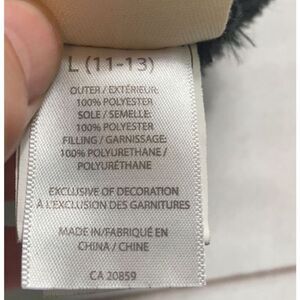 L (11-13)
OUTER / EXTÉRIEUR:
100% POLYESTER
SOLE / SEMELLE:
100% POLYESTER
FILLING / GARNISSAGE:
100% POLYURETHANE /
POLYURÉTHANE
EXCLUSIVE OF DECORATION
À L'EXCLUSION DES GARNITURES
MADE IN/FABRIQUÉ EN
CHINA / CHINE
CA 20859